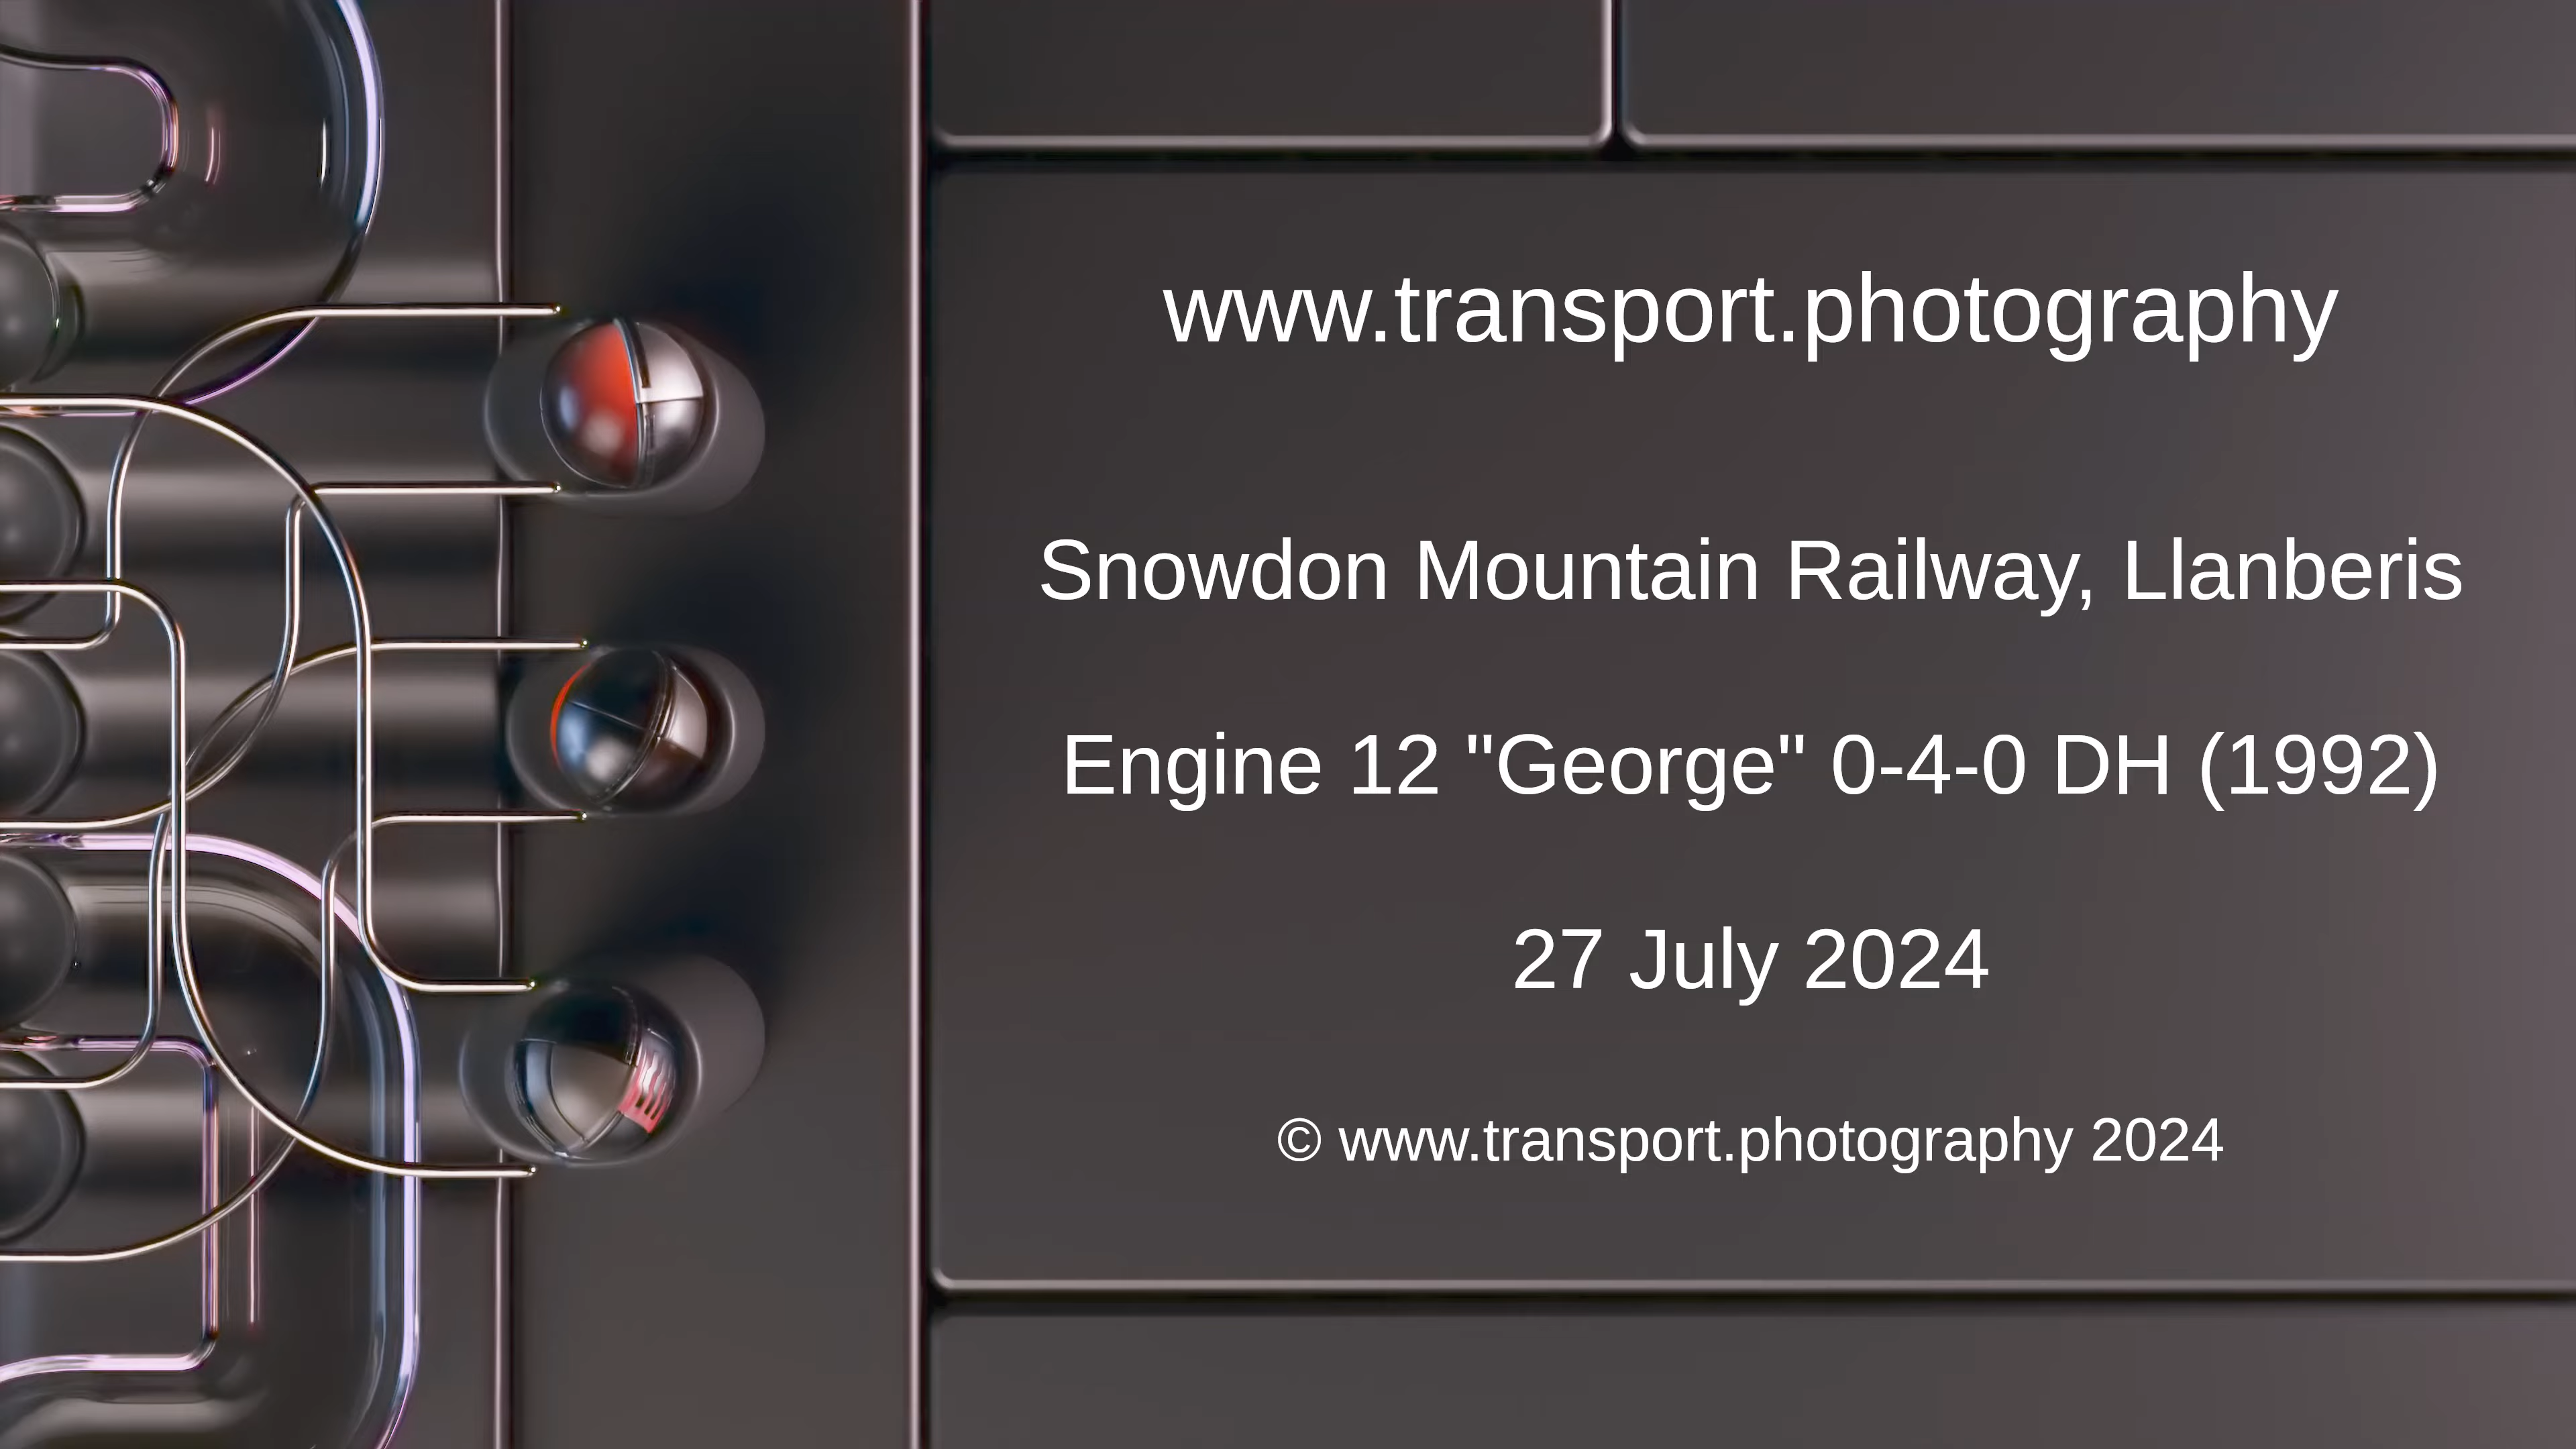 www.transport.photography
Snowdon Mountain Railway, Llanberis
Engine 12 "George" 0-4-0 DH (1992)
27 July 2024
© www.transport.photography 2024